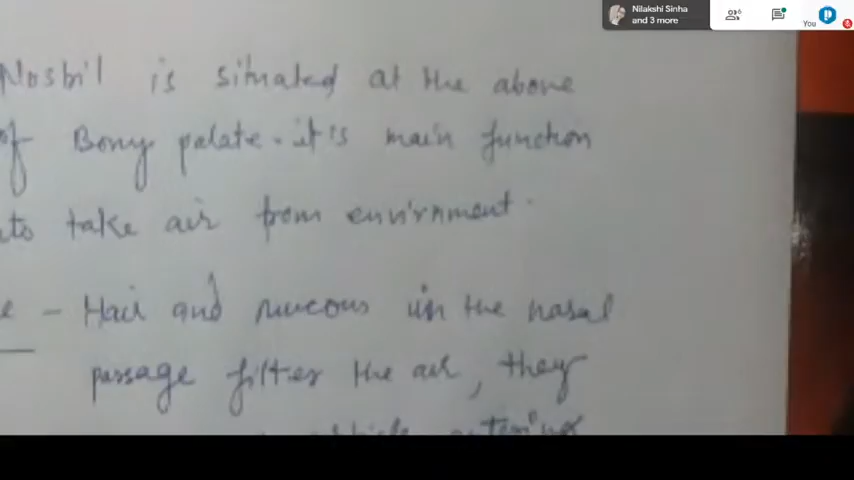 Nilakshi Sinha
and 3 more
You
Nostril is situated at the above
of Bony palate. it's main function
to take air from envirnment.
- Hair and mucous in the nasal
passage filter the air, they